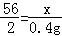 56/2 = x/0.4g